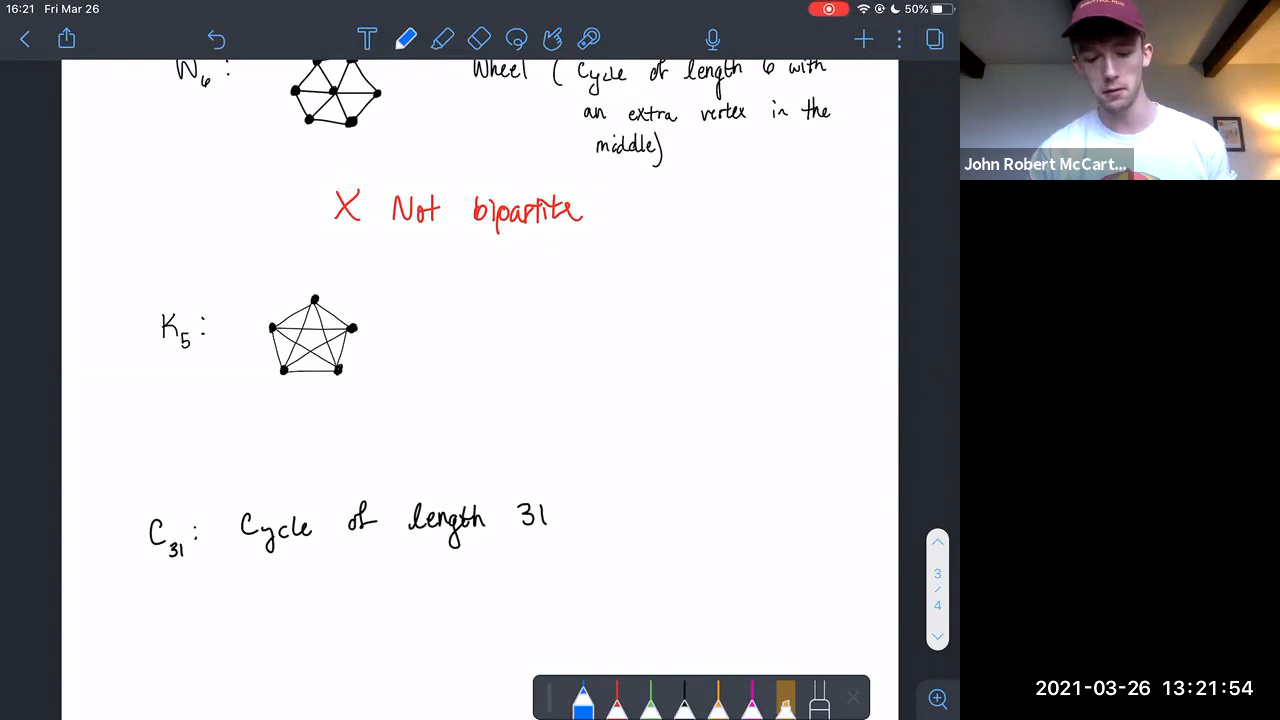 16:21 Fri Mar 26
50%
W6 : Wheel ( Cycle of length 6 with
an extra vertex in the
middle)
X Not bipartite
K5 :
C31 : Cycle of length 31
3 / 4
John Robert McCart...
2021-03-26 13:21:54